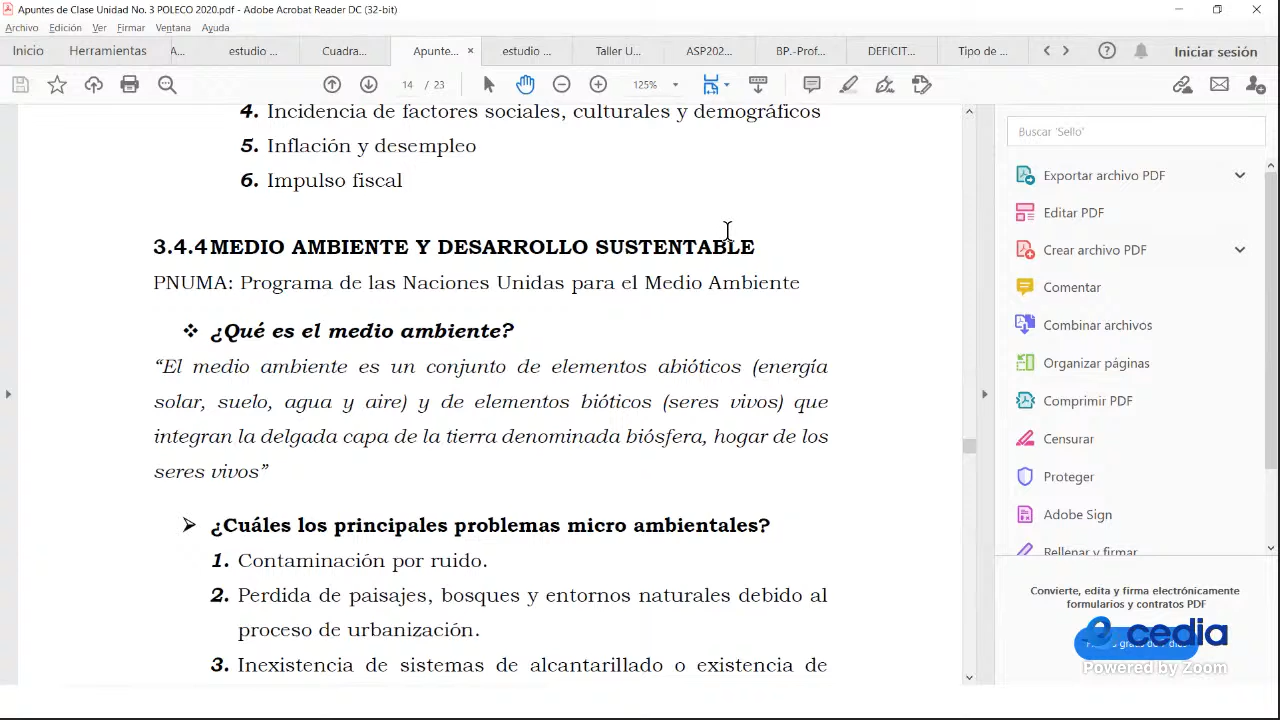 Apuntes de Clase Unidad No. 3 POLECO 2020.pdf - Adobe Acrobat Reader DC (32-bit)
Archivo Edición Ver Firmar Ventana Ayuda
Inicio Herramientas A... estudio ... Cuadra... Apunte... × estudio ... Taller U... ASP202... BP.-Prof... DEFICIT... Tipo de ... Iniciar sesión
14 / 23 125%
4. Incidencia de factores sociales, culturales y demográficos
5. Inflación y desempleo
6. Impulso fiscal
3.4.4 MEDIO AMBIENTE Y DESARROLLO SUSTENTABLE
PNUMA: Programa de las Naciones Unidas para el Medio Ambiente
❖ ¿Qué es el medio ambiente?
“El medio ambiente es un conjunto de elementos abióticos (energía
solar, suelo, agua y aire) y de elementos bióticos (seres vivos) que
integran la delgada capa de la tierra denominada biósfera, hogar de los
seres vivos”
➢ ¿Cuáles los principales problemas micro ambientales?
1. Contaminación por ruido.
2. Perdida de paisajes, bosques y entornos naturales debido al
proceso de urbanización.
3. Inexistencia de sistemas de alcantarillado o existencia de
Buscar 'Sello'
Exportar archivo PDF
Editar PDF
Crear archivo PDF
Comentar
Combinar archivos
Organizar páginas
Comprimir PDF
Censurar
Proteger
Adobe Sign
Rellenar y firmar
Convierte, edita y firma electrónicamente
formularios y contratos PDF
cedia
Powered by Zoom